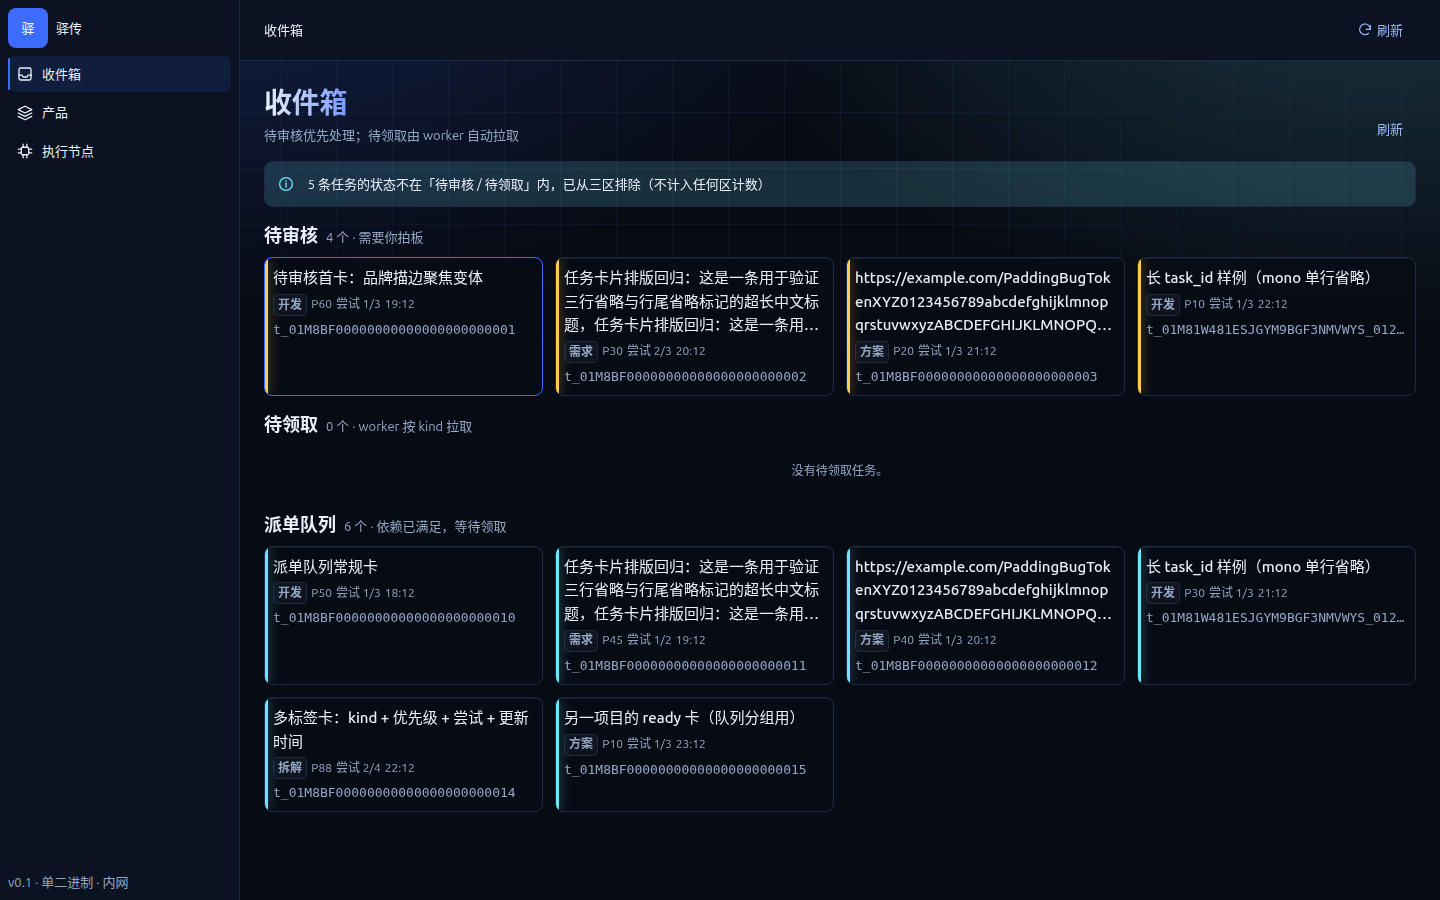 驿 驿传
收件箱
产品
执行节点
v0.1 · 单二进制 · 内网
收件箱
刷新
收件箱
待审核优先处理；待领取由 worker 自动拉取
刷新
5 条任务的状态不在「待审核 / 待领取」内，已从三区排除（不计入任何区计数）
待审核 4 个 · 需要你拍板
待审核首卡：品牌描边聚焦变体
开发 P60 尝试 1/3 19:12
t_01M8BF00000000000000000000001
任务卡片排版回归：这是一条用于验证
三行省略与行尾省略标记的超长中文标
题，任务卡片排版回归：这是一条用…
需求 P30 尝试 2/3 20:12
t_01M8BF00000000000000000000002
https://example.com/PaddingBugTok
enXYZ0123456789abcdefghijklmnop
qrstuvwxyzABCDEFGHIJKLMNOPQ…
方案 P20 尝试 1/3 21:12
t_01M8BF00000000000000000000003
长 task_id 样例（mono 单行省略）
开发 P10 尝试 1/3 22:12
t_01M81W481ESJGYM9BGF3NMVWYS_012…
待领取 0 个 · worker 按 kind 拉取
没有待领取任务。
派单队列 6 个 · 依赖已满足，等待领取
派单队列常规卡
开发 P50 尝试 1/3 18:12
t_01M8BF00000000000000000000010
任务卡片排版回归：这是一条用于验证
三行省略与行尾省略标记的超长中文标
题，任务卡片排版回归：这是一条用…
需求 P45 尝试 1/2 19:12
t_01M8BF00000000000000000000011
https://example.com/PaddingBugTok
enXYZ0123456789abcdefghijklmnop
qrstuvwxyzABCDEFGHIJKLMNOPQ…
方案 P40 尝试 1/3 20:12
t_01M8BF00000000000000000000012
长 task_id 样例（mono 单行省略）
开发 P30 尝试 1/3 21:12
t_01M81W481ESJGYM9BGF3NMVWYS_012…
多标签卡：kind + 优先级 + 尝试 + 更新
时间
拆解 P88 尝试 2/4 22:12
t_01M8BF00000000000000000000014
另一项目的 ready 卡（队列分组用）
方案 P10 尝试 1/3 23:12
t_01M8BF00000000000000000000015